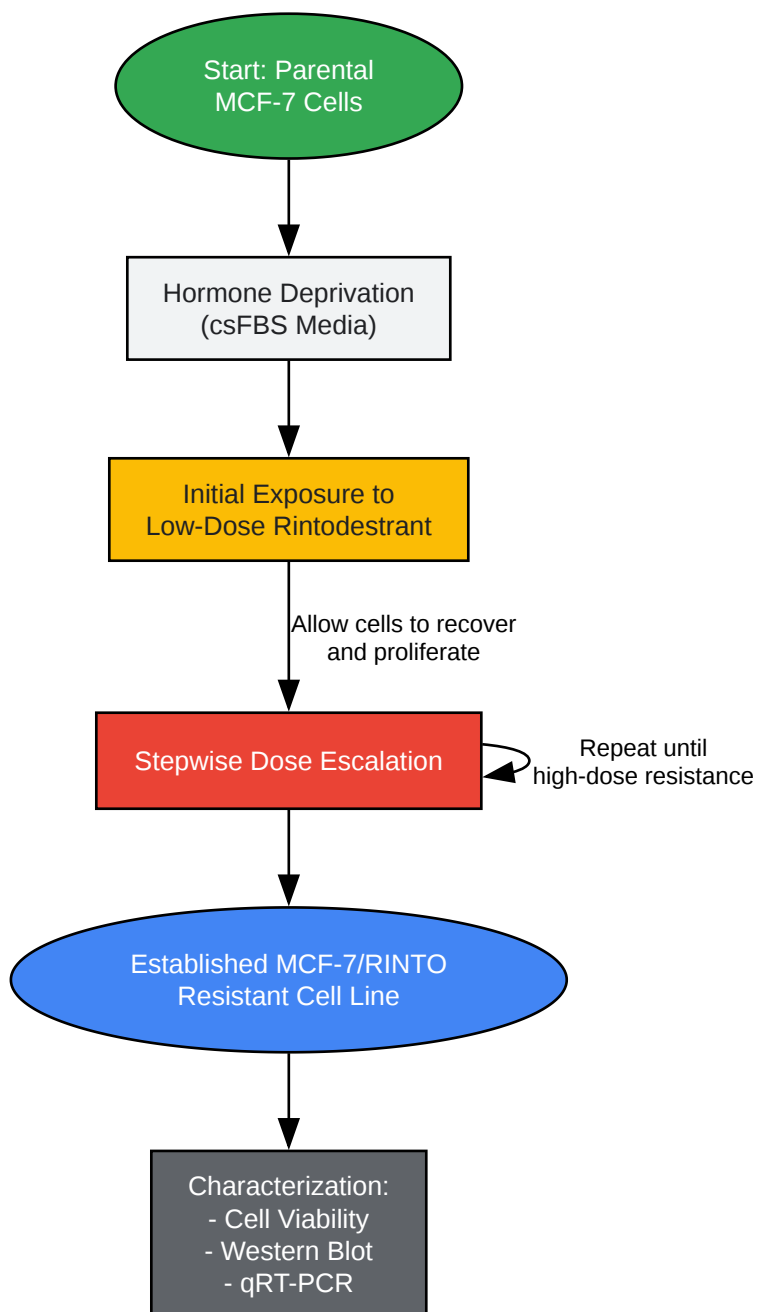 Start: Parental
MCF-7 Cells
Hormone Deprivation
(csFBS Media)
Initial Exposure to
Low-Dose Rintodestrant
Allow cells to recover
and proliferate
Stepwise Dose Escalation
Repeat until
high-dose resistance
Established MCF-7/RINTO
Resistant Cell Line
Characterization:
- Cell Viability
- Western Blot
- qRT-PCR